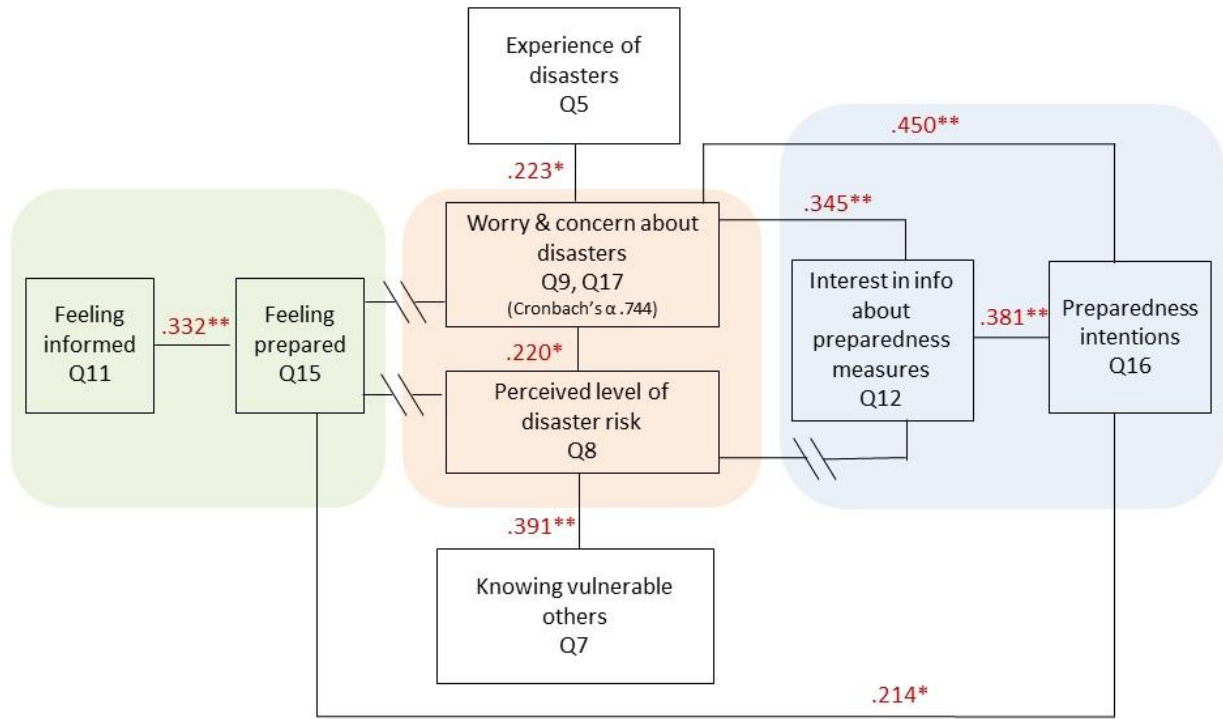 Experience of
disasters
Q5
.450**
.223*
Worry & concern about
disasters
Q9, Q17
(Cronbach's α .744)
.345**
Feeling
informed
Q11
.332**
Feeling
prepared
Q15
Interest in info
about
preparedness
measures
Q12
.381**
Preparedness
intentions
Q16
.220*
Perceived level of
disaster risk
Q8
.391**
Knowing vulnerable
others
Q7
.214*